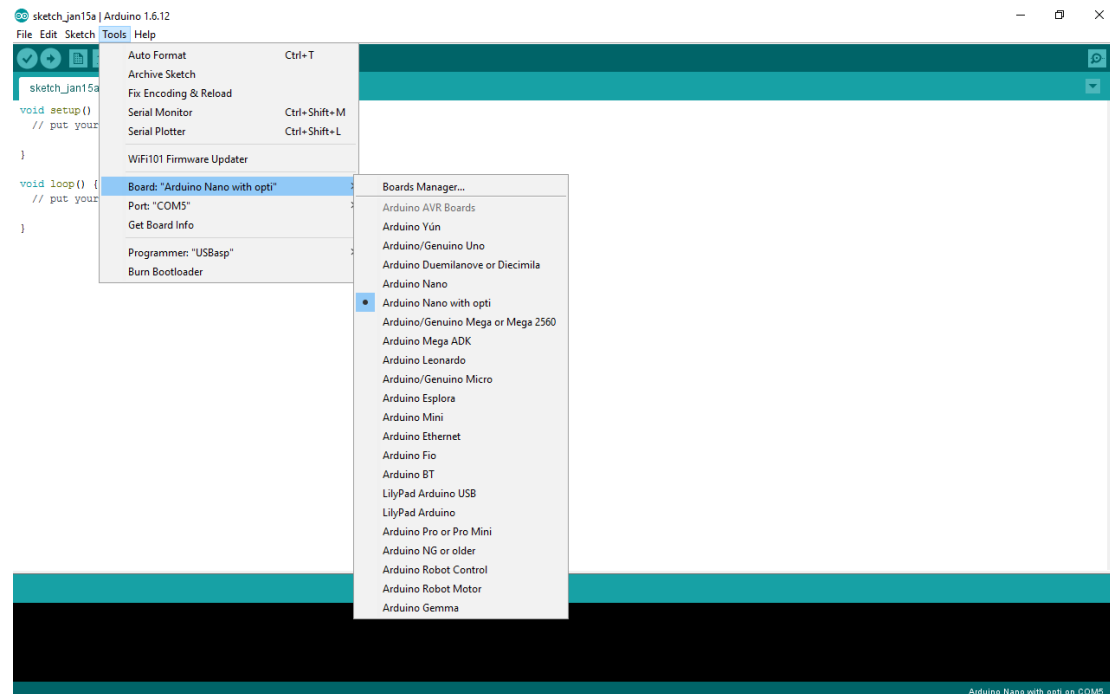 sketch_jan15a | Arduino 1.6.12
File Edit Sketch Tools Help
sketch_jan15a
void setup()
// put your
}
void loop() {
// put your
}
Auto Format Ctrl+T
Archive Sketch
Fix Encoding & Reload
Serial Monitor Ctrl+Shift+M
Serial Plotter Ctrl+Shift+L
WiFi101 Firmware Updater
Board: "Arduino Nano with opti"
Port: "COM5"
Get Board Info
Programmer: "USBasp"
Burn Bootloader
Boards Manager...
Arduino AVR Boards
Arduino Yún
Arduino/Genuino Uno
Arduino Duemilanove or Diecimila
Arduino Nano
Arduino Nano with opti
Arduino/Genuino Mega or Mega 2560
Arduino Mega ADK
Arduino Leonardo
Arduino/Genuino Micro
Arduino Esplora
Arduino Mini
Arduino Ethernet
Arduino Fio
Arduino BT
LilyPad Arduino USB
LilyPad Arduino
Arduino Pro or Pro Mini
Arduino NG or older
Arduino Robot Control
Arduino Robot Motor
Arduino Gemma
Arduino Nano with opti on COM5